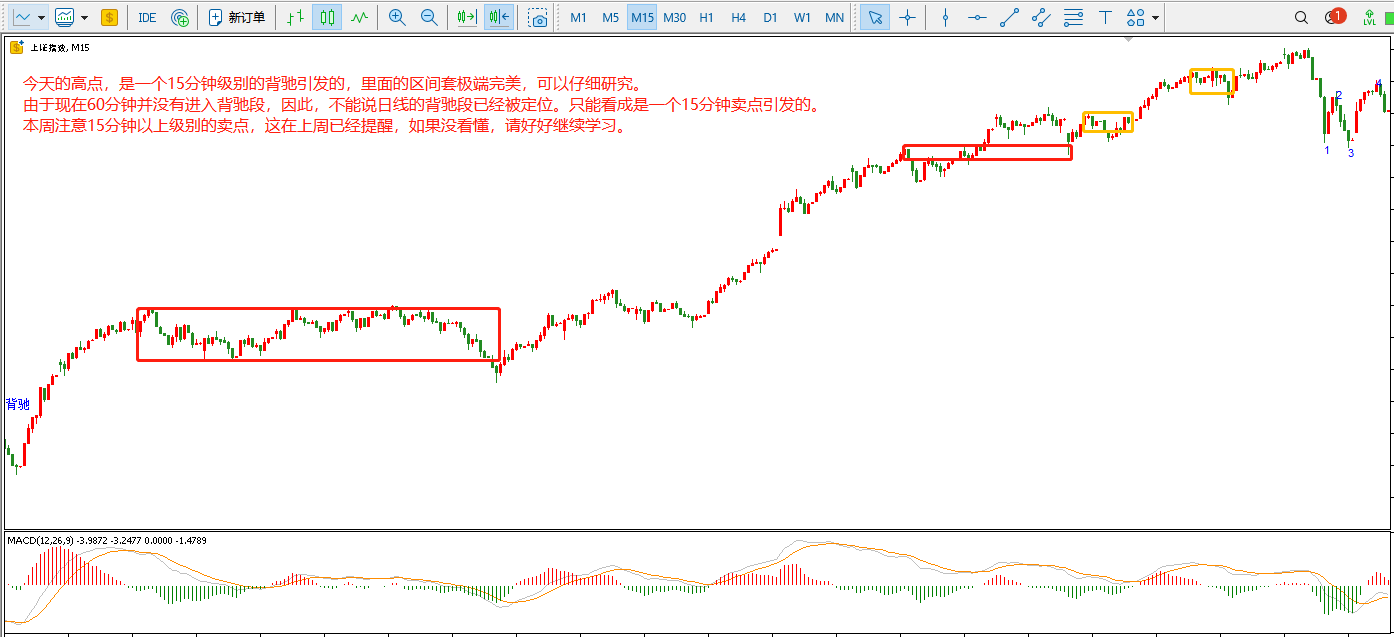 IDE 新订单 M1 M5 M15 M30 H1 H4 D1 W1 MN 1 LVL
上证指数, M15
今天的高点，是一个15分钟级别的背驰引发的，里面的区间套极端完美，可以仔细研究。
由于现在60分钟并没有进入背驰段，因此，不能说日线的背驰段已经被定位。只能看成是一个15分钟卖点引发的。
本周注意15分钟以上级别的卖点，这在上周已经提醒，如果没看懂，请好好继续学习。
4
2
1
3
背驰
MACD(12,26,9) -3.9872 -3.2477 0.0000 -1.4789